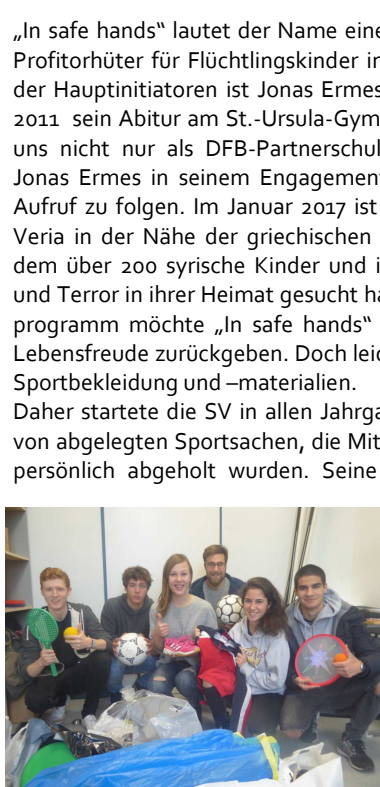 „In safe hands“ lautet der Name eine
Profitorhüter für Flüchtlingskinder in
der Hauptinitiatoren ist Jonas Ermes
2011 sein Abitur am St.-Ursula-Gym
uns nicht nur als DFB-Partnerschul
Jonas Ermes in seinem Engagement
Aufruf zu folgen. Im Januar 2017 ist
Veria in der Nähe der griechischen
dem über 200 syrische Kinder und i
und Terror in ihrer Heimat gesucht ha
programm möchte „In safe hands“
Lebensfreude zurückgeben. Doch leid
Sportbekleidung und –materialien.
Daher startete die SV in allen Jahrga
von abgelegten Sportsachen, die Mit
persönlich abgeholt wurden. Seine